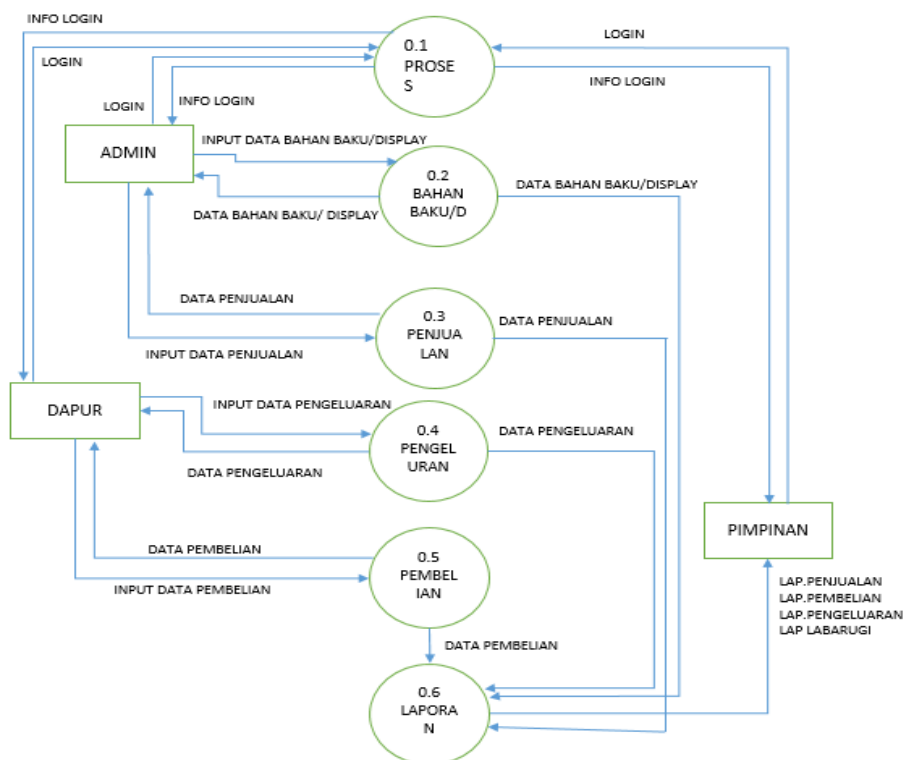 INFO LOGIN
LOGIN
0.1
PROSE
S
LOGIN
INFO LOGIN
LOGIN
INFO LOGIN
ADMIN
INPUT DATA BAHAN BAKU/DISPLAY
DATA BAHAN BAKU/ DISPLAY
0.2
BAHAN
BAKU/D
DATA BAHAN BAKU/DISPLAY
DATA PENJUALAN
INPUT DATA PENJUALAN
0.3
PENJUA
LAN
DATA PENJUALAN
DAPUR
INPUT DATA PENGELUARAN
DATA PENGELUARAN
0.4
PENGEL
URAN
DATA PENGELUARAN
DATA PEMBELIAN
INPUT DATA PEMBELIAN
0.5
PEMBEL
IAN
DATA PEMBELIAN
PIMPINAN
LAP.PENJUALAN
LAP.PEMBELIAN
LAP.PENGELUARAN
LAP LABARUGI
0.6
LAPORA
N